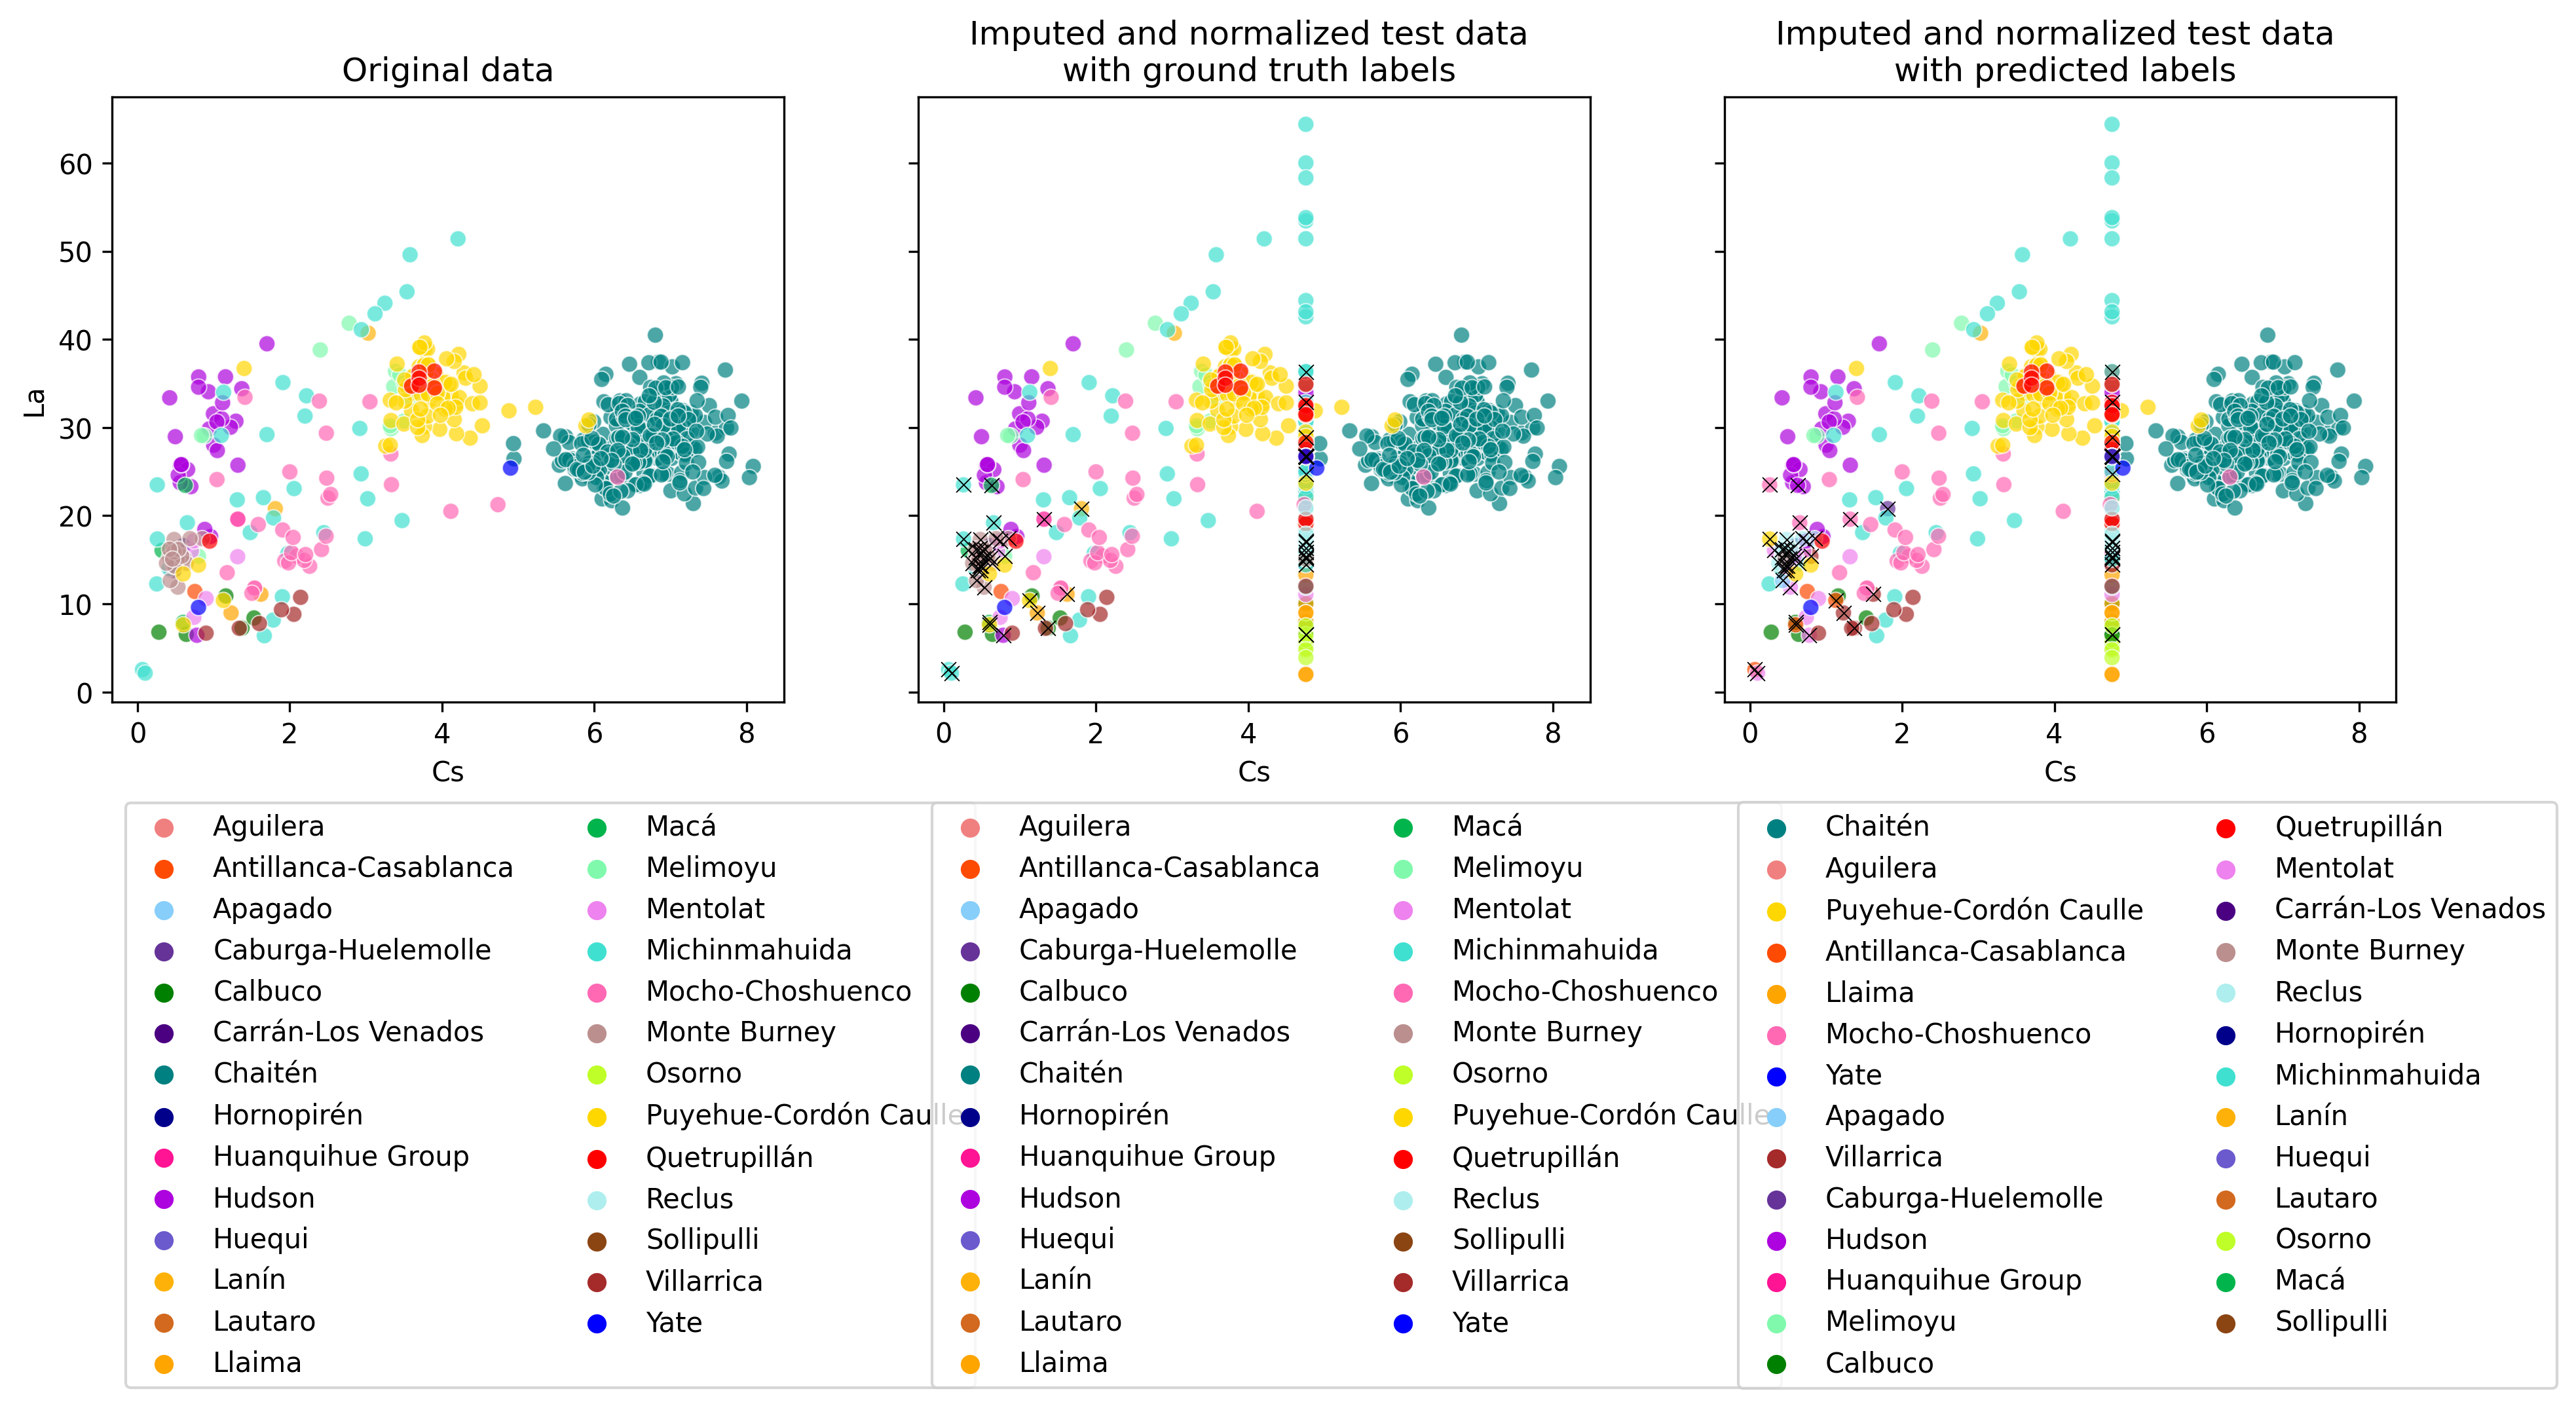 Original data
Imputed and normalized test data
with ground truth labels
Imputed and normalized test data
with predicted labels
La
60
50
40
30
20
10
0
0 2 4 6 8
Cs
0 2 4 6 8
Cs
0 2 4 6 8
Cs
Aguilera
Antillanca-Casablanca
Apagado
Caburga-Huelemolle
Calbuco
Carrán-Los Venados
Chaitén
Hornopirén
Huanquihue Group
Hudson
Huequi
Lanín
Lautaro
Llaima
Macá
Melimoyu
Mentolat
Michinmahuida
Mocho-Choshuenco
Monte Burney
Osorno
Puyehue-Cordón Caulle
Quetrupillán
Reclus
Sollipulli
Villarrica
Yate
Aguilera
Antillanca-Casablanca
Apagado
Caburga-Huelemolle
Calbuco
Carrán-Los Venados
Chaitén
Hornopirén
Huanquihue Group
Hudson
Huequi
Lanín
Lautaro
Llaima
Macá
Melimoyu
Mentolat
Michinmahuida
Mocho-Choshuenco
Monte Burney
Osorno
Puyehue-Cordón Caulle
Quetrupillán
Reclus
Sollipulli
Villarrica
Yate
Chaitén
Aguilera
Puyehue-Cordón Caulle
Antillanca-Casablanca
Llaima
Mocho-Choshuenco
Yate
Apagado
Villarrica
Caburga-Huelemolle
Hudson
Huanquihue Group
Melimoyu
Calbuco
Quetrupillán
Mentolat
Carrán-Los Venados
Monte Burney
Reclus
Hornopirén
Michinmahuida
Lanín
Huequi
Lautaro
Osorno
Macá
Sollipulli